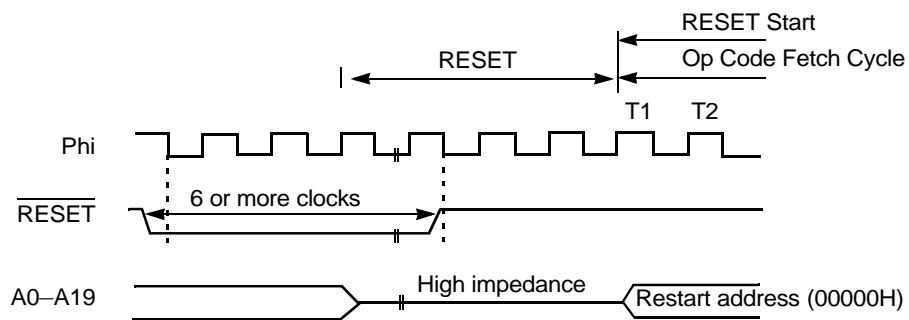 RESET Start
RESET
Op Code Fetch Cycle
T1 T2
Phi
6 or more clocks
RESET
High impedance
A0–A19
Restart address (00000H)